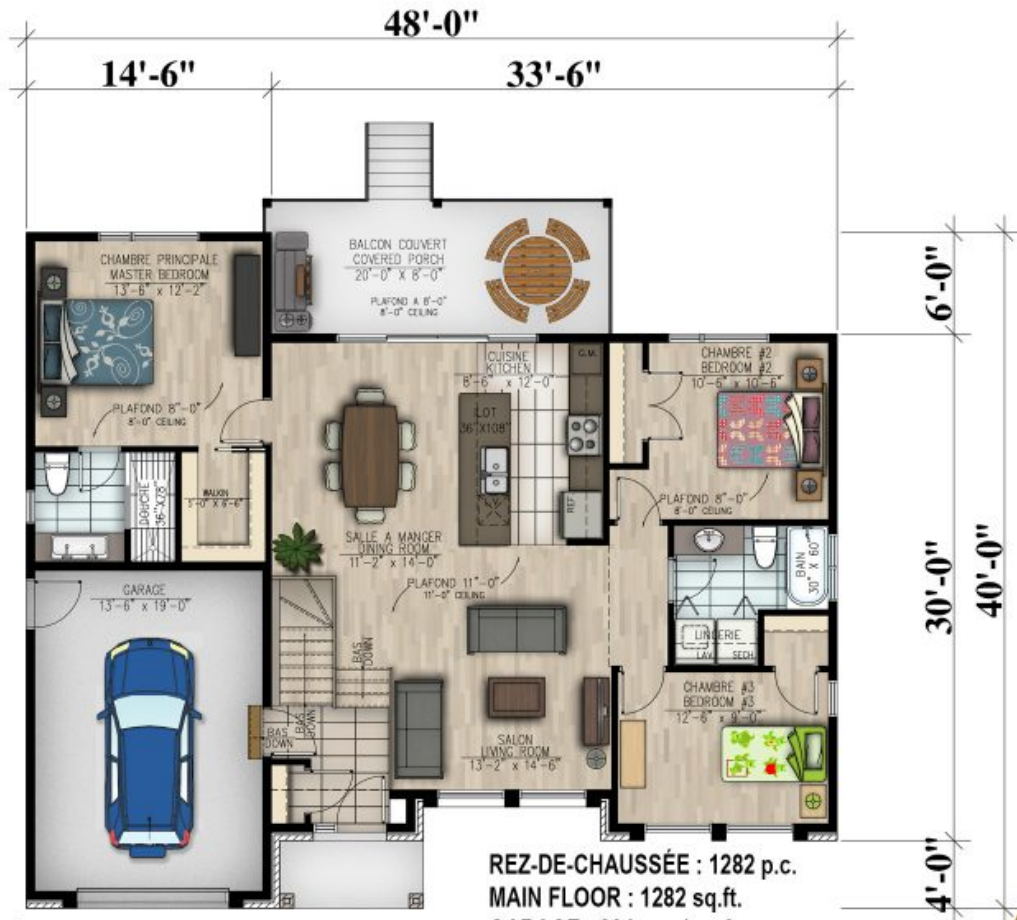 48'-0"
14'-6"
33'-6"
BALCON COUVERT
COVERED PORCH
20'-0" X 8'-0"
PLAFOND A 8'-0"
8'-0" CEILING
6'-0"
CHAMBRE PRINCIPALE
MASTER BEDROOM
13'-6" x 12'-2"
PLAFOND 8"-0"
8'-0" CEILING
CUISINE
KITCHEN
8'-6" x 12'-0"
G.M.
ILOT
36"X108"
L.V.
REF.
CHAMBRE #2
BEDROOM #2
10'-6" x 10'-6"
PLAFOND 8"-0"
8'-0" CEILING
DOUCHE
36"X78"
WALKIN
5'-0" X 6'-6"
SALLE A MANGER
DINING ROOM
11'-2" x 14'-0"
PLAFOND 11"-0"
11'-0" CEILING
BAIN
30" X 60"
30'-0"
40'-0"
GARAGE
13'-6" x 19'-0"
LINGERIE
LAV.
SECH.
BAS
DOWN
BAS
DOWN
BAS
DOWN
SALON
LIVING ROOM
13'-2" x 14'-6"
CHAMBRE #3
BEDROOM #3
12'-6" x 9'-0"
4'-0"
REZ-DE-CHAUSSÉE : 1282 p.c.
MAIN FLOOR : 1282 sq.ft.